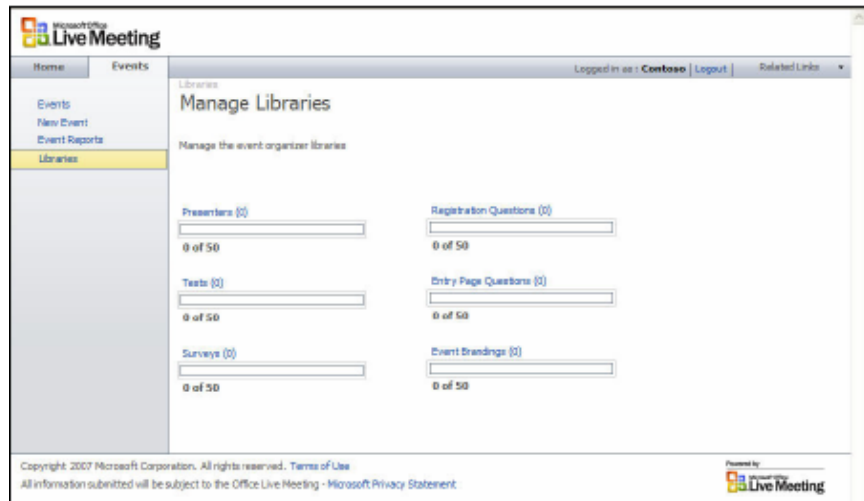 Microsoft Office
Live Meeting
Home Events Logged in as : Contoso | Logout | Related Links
Libraries
Manage Libraries
Events
New Event
Event Reports
Libraries
Manage the event organizer libraries
Presenters (0) Registration Questions (0)
0 of 50 0 of 50
Tests (0) Entry Page Questions (0)
0 of 50 0 of 50
Surveys (0) Event Brandings (0)
0 of 50 0 of 50
Copyright 2007 Microsoft Corporation. All rights reserved. Terms of Use
All information submitted will be subject to the Office Live Meeting - Microsoft Privacy Statement
Powered by
Microsoft Office
Live Meeting